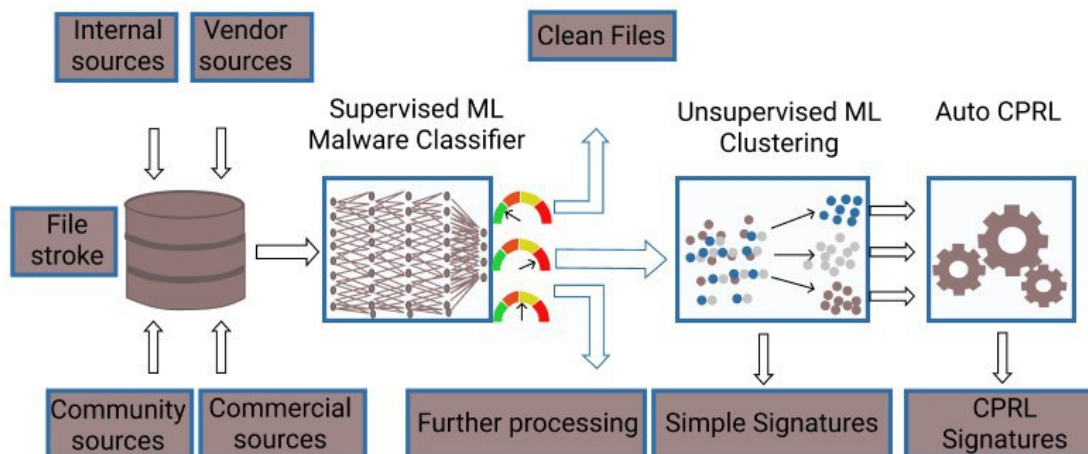 Internal
sources
Vendor
sources
Clean Files
Supervised ML
Malware Classifier
Unsupervised ML
Clustering
Auto CPRL
File
stroke
Community
sources
Commercial
sources
Further processing
Simple Signatures
CPRL
Signatures